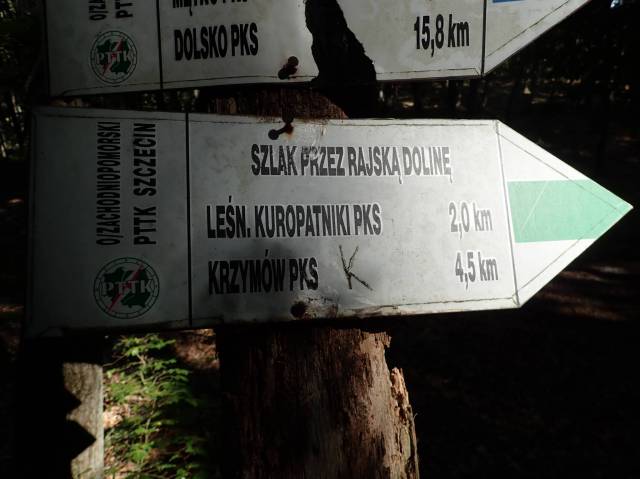 PTTK
DOLSKO PKS 15,8 km
O/ZACHODNIOPOMORSKI
PTTK SZCZECIN
PTTK
SZLAK PRZEZ RAJSKĄ DOLINĘ
LEŚN. KUROPATNIKI PKS 2,0 km
KRZYMÓW PKS 4,5 km